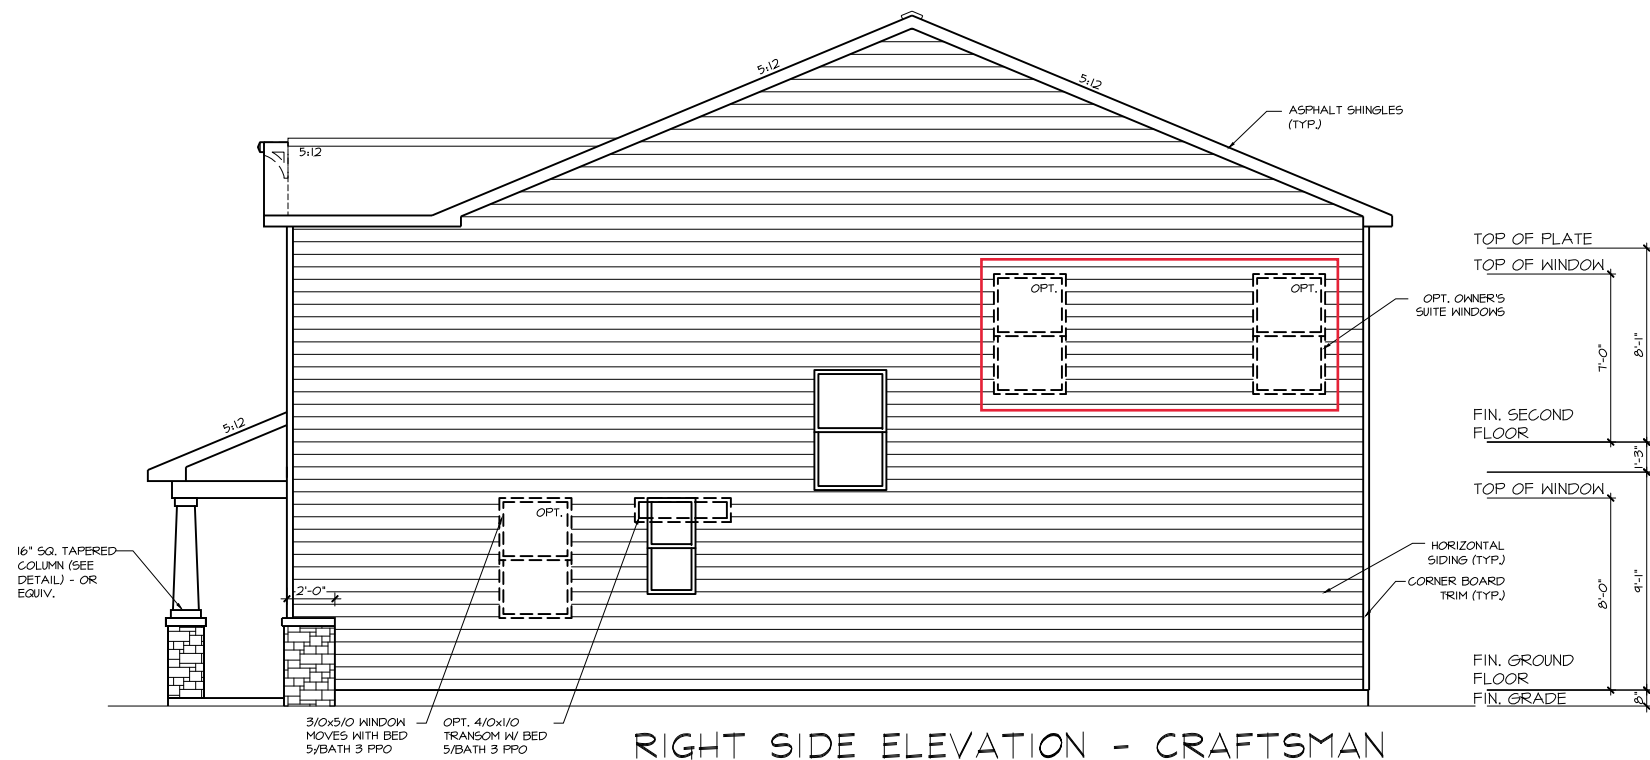 5:12
5:12
ASPHALT SHINGLES
(TYP.)
5:12
TOP OF PLATE
TOP OF WINDOW
OPT.
OPT.
OPT. OWNER'S
SUITE WINDOWS
8'-1"
7'-0"
FIN. SECOND
FLOOR
5:12
1'-3"
TOP OF WINDOW
OPT.
16" SQ. TAPERED
COLUMN (SEE
DETAIL) - OR
EQUIV.
HORIZONTAL
SIDING (TYP.)
CORNER BOARD
TRIM (TYP.)
2'-0"
8'-0"
9'-1"
FIN. GROUND
FLOOR
FIN. GRADE
8"
3/0x5/0 WINDOW
MOVES WITH BED
5/BATH 3 PPO
OPT. 4/0x1/0
TRANSOM W/ BED
5/BATH 3 PPO
RIGHT SIDE ELEVATION - CRAFTSMAN